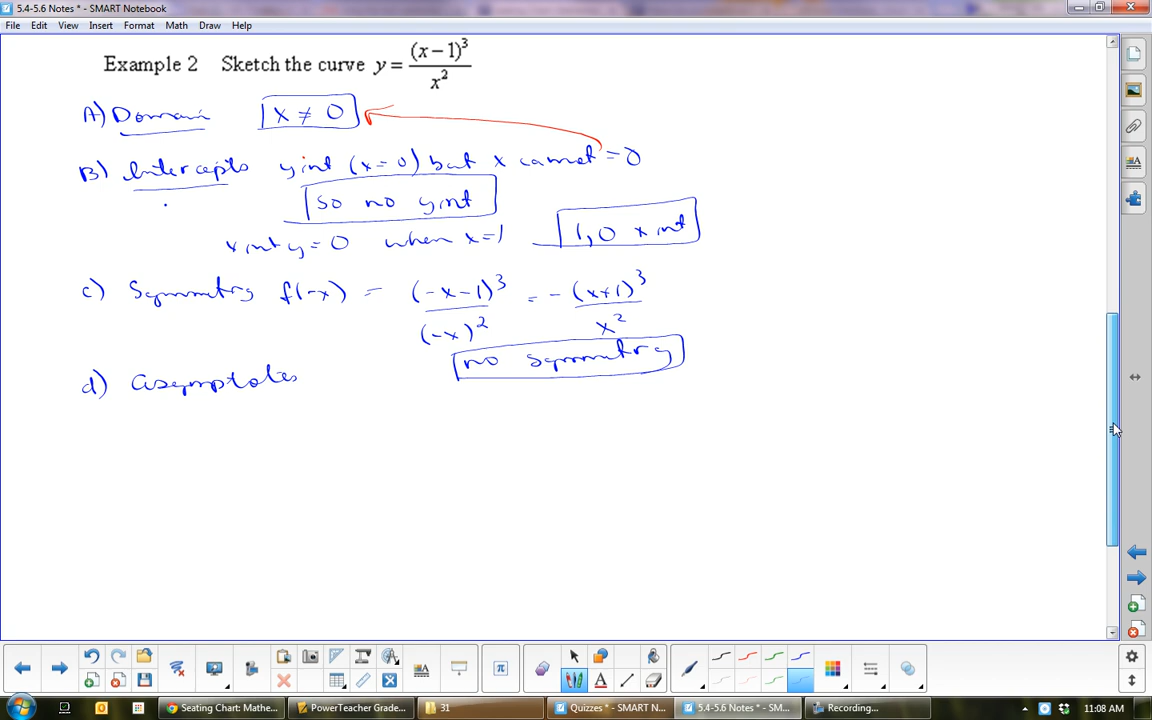 5.4-5.6 Notes * - SMART Notebook
File Edit View Insert Format Math Draw Help
Example 2 Sketch the curve y = (x-1)³/x²
A) Domain x ≠ 0
B) Intercepts y int (x=0) but x cannot = 0
so no y int
x int y=0 when x=1 1,0 x int
c) Symmetry f(-x) = (-x-1)³/(-x)² = -(x+1)³/x²
no symmetry
d) asymptotes
Seating Chart: Mathe... PowerTeacher Grade... 31 Quizzes * - SMART N... 5.4-5.6 Notes * - SM... Recording... 11:08 AM